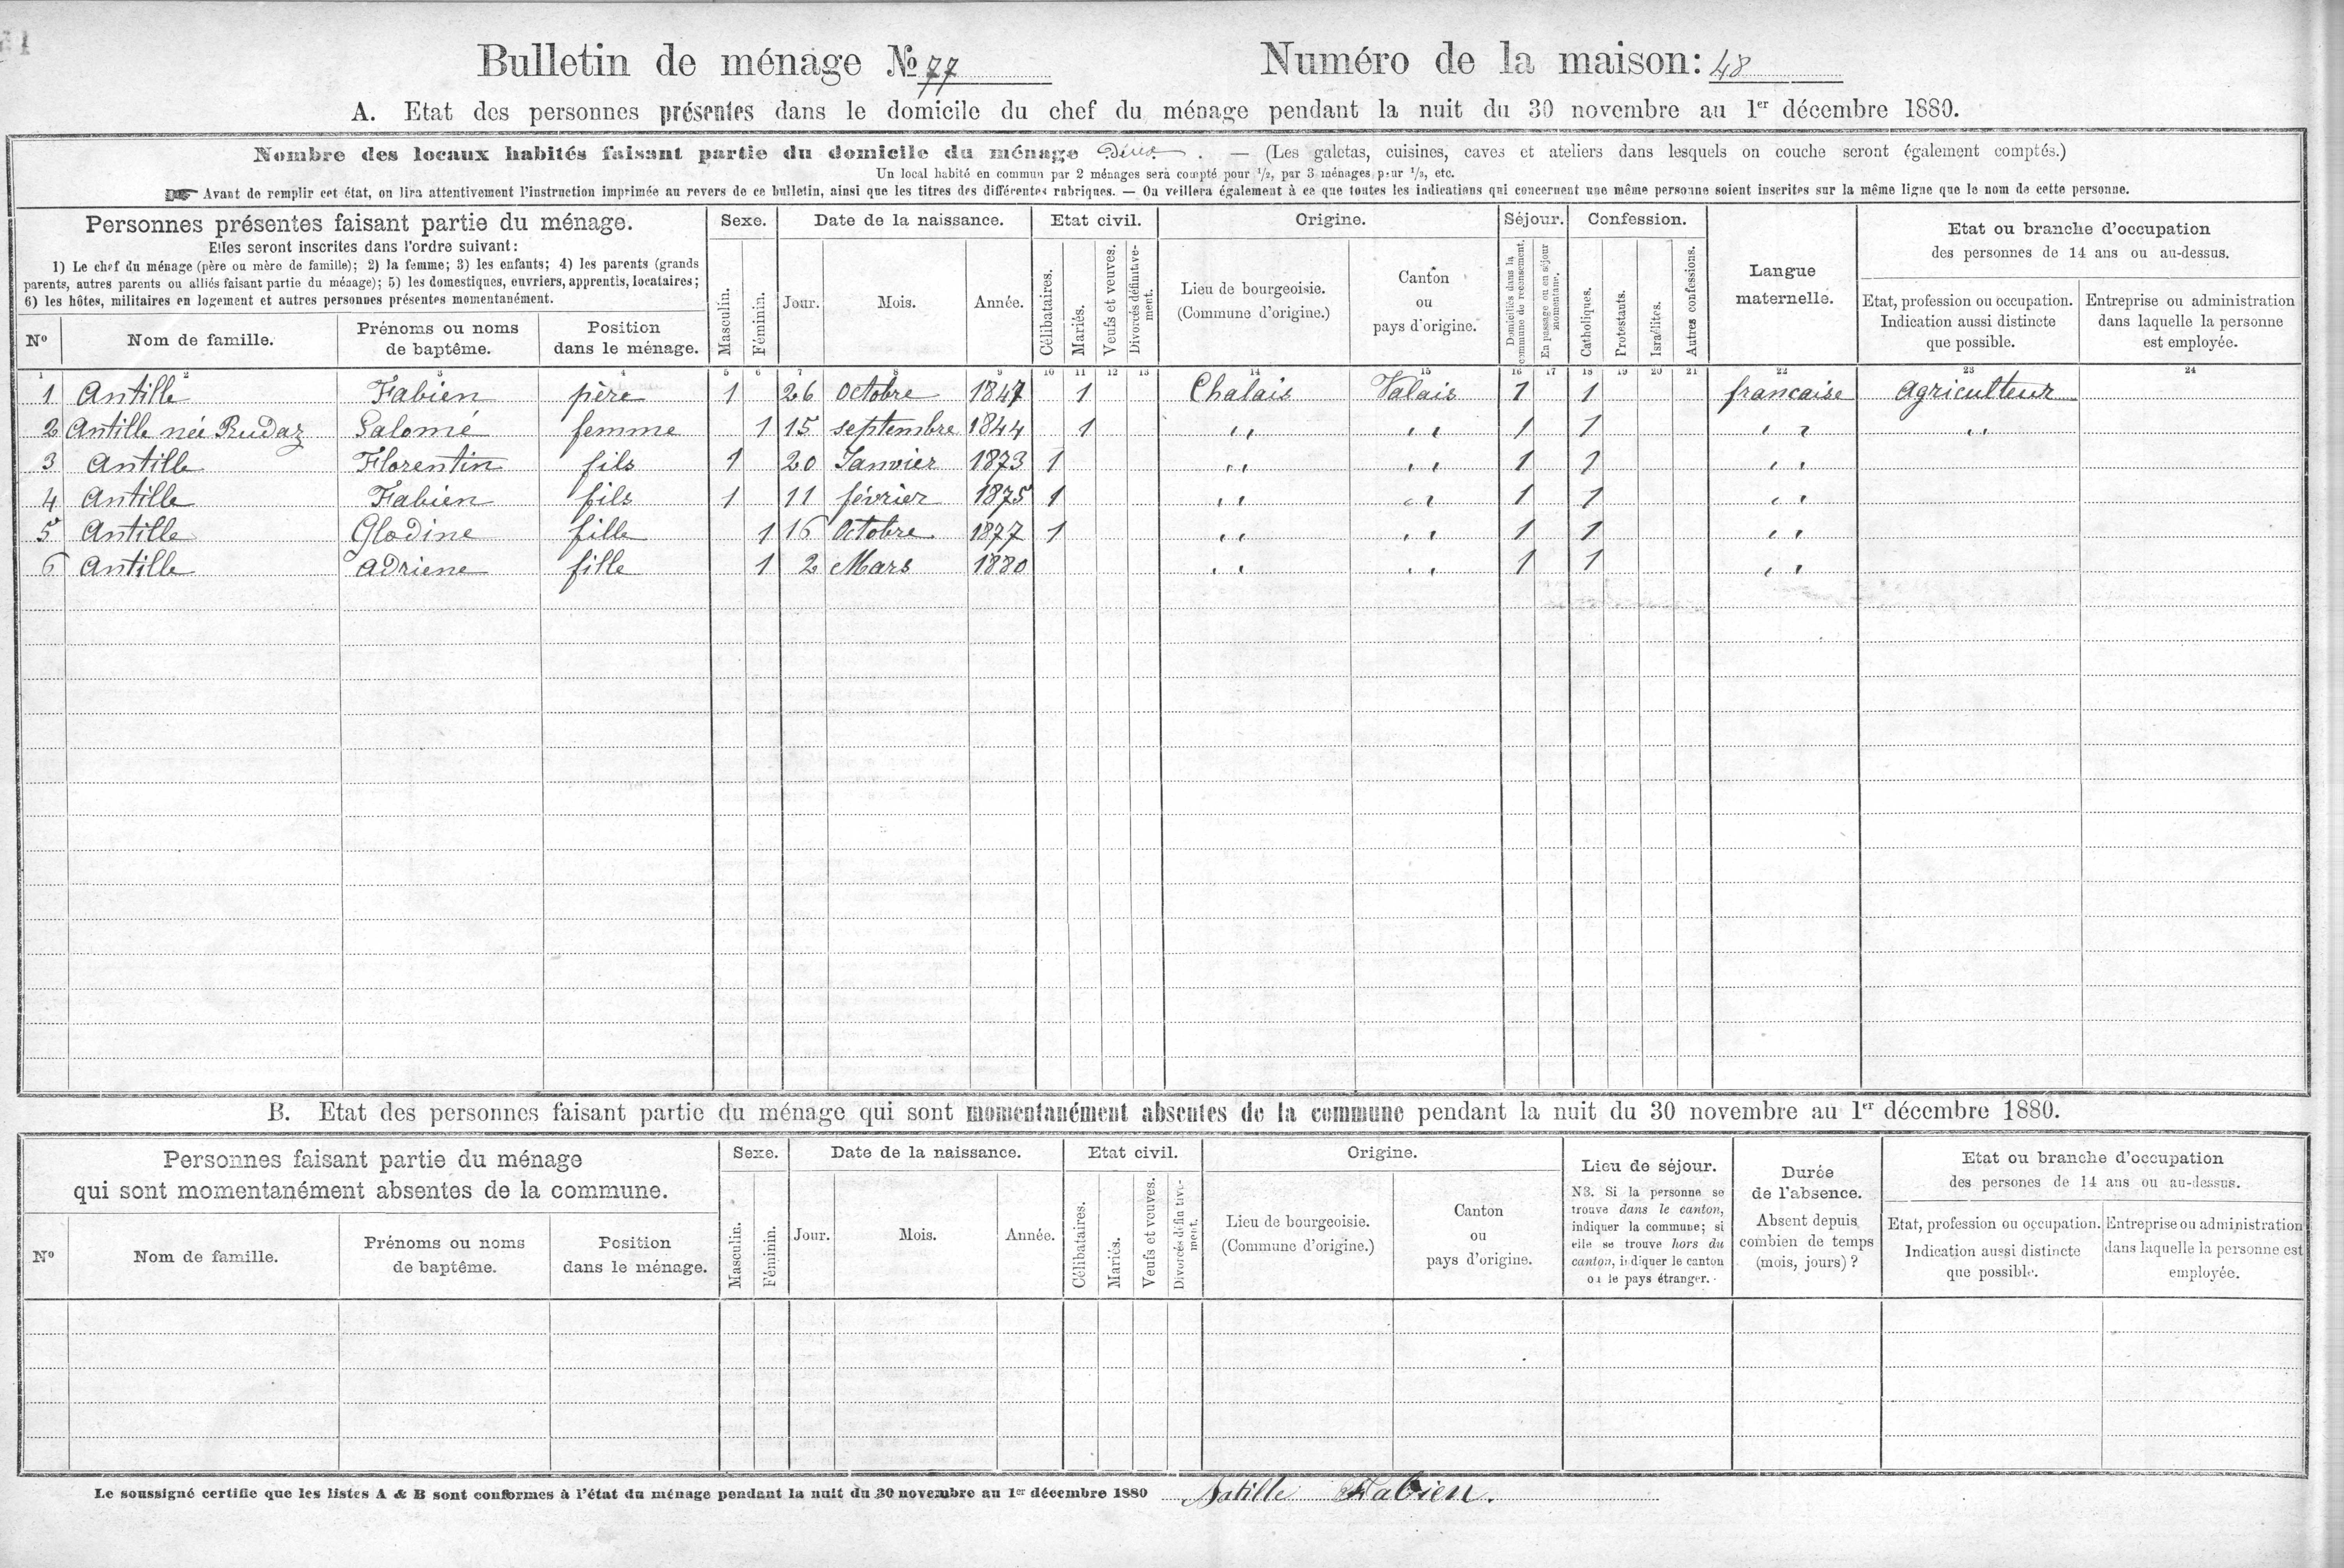 Bulletin de ménage No 77
Numéro de la maison: 48
A. Etat des personnes présentes dans le domicile du chef du ménage pendant la nuit du 30 novembre au 1er décembre 1880.
Nombre des locaux habités faisant partie du domicile du ménage Deux. — (Les galetas, cuisines, caves et ateliers dans lesquels on couche seront également comptés.)
Un local habité en commun par 2 ménages sera compté pour 1/2, par 3 ménages pour 1/3, etc.
Avant de remplir cet état, on lira attentivement l'instruction imprimée au revers de ce bulletin, ainsi que les titres des différentes rubriques. — On veillera également à ce que toutes les indications qui concernent une même personne soient inscrites sur la même ligne que le nom de cette personne.
Personnes présentes faisant partie du ménage.
Elles seront inscrites dans l'ordre suivant:
1) Le chef du ménage (père ou mère de famille); 2) la femme; 3) les enfants; 4) les parents (grands
parents, autres parents ou alliés faisant partie du ménage); 5) les domestiques, ouvriers, apprentis, locataires;
6) les hôtes, militaires en logement et autres personnes présentes momentanément.
No
Nom de famille.
Prénoms ou noms
de baptême.
Position
dans le ménage.
Sexe.
Masculin.
Féminin.
Date de la naissance.
Jour.
Mois.
Année.
Etat civil.
Célibataires.
Mariés.
Veufs et veuves.
Divorcés définitive-
ment.
Origine.
Lieu de bourgeoisie.
(Commune d'origine.)
Canton
ou
pays d'origine.
Séjour.
Domiciliés dans la
commune de recensement.
En passage ou en séjour
momentané.
Confession.
Catholiques.
Protestants.
Israélites.
Autres confessions.
Langue
maternelle.
Etat ou branche d'occupation
des personnes de 14 ans ou au-dessus.
Etat, profession ou occupation.
Indication aussi distincte
que possible.
Entreprise ou administration
dans laquelle la personne
est employée.
1 2 3 4 5 6 7 8 9 10 11 12 13 14 15 16 17 18 19 20 21 22 23 24
1 Antille Fabien père 1 26 Octobre 1847 1 Chalais Valais 1 1 francaise agriculteur
2 Antille née Rudaz Salomé femme 1 15 septembre 1844 1 " " 1 1 " "
3 Antille Florentin fils 1 20 Janvier 1873 1 " " 1 1 "
4 Antille Fabien fils 1 11 février 1875 1 " " 1 1 "
5 Antille Glodine fille 1 16 Octobre 1877 1 " " 1 1 "
6 Antille Adriene fille 1 2 Mars 1880 " " 1 1 "
B. Etat des personnes faisant partie du ménage qui sont momentanément absentes de la commune pendant la nuit du 30 novembre au 1er décembre 1880.
Personnes faisant partie du ménage
qui sont momentanément absentes de la commune.
No
Nom de famille.
Prénoms ou noms
de baptême.
Position
dans le ménage.
Sexe.
Masculin.
Féminin.
Date de la naissance.
Jour.
Mois.
Année.
Etat civil.
Célibataires.
Mariés.
Veufs et veuves.
Divorcés définitive-
ment.
Origine.
Lieu de bourgeoisie.
(Commune d'origine.)
Canton
ou
pays d'origine.
Lieu de séjour.
NB. Si la personne se
trouve dans le canton,
indiquer la commune; si
elle se trouve hors du
canton, indiquer le canton
ou le pays étranger.
Durée
de l'absence.
Absent depuis
combien de temps
(mois, jours)?
Etat ou branche d'occupation
des persones de 14 ans ou au-dessus.
Etat, profession ou occupation.
Indication aussi distincte
que possible.
Entreprise ou administration
dans laquelle la personne est
employée.
Le soussigné certifie que les listes A & B sont conformes à l'état du ménage pendant la nuit du 30 novembre au 1er décembre 1880 Antille Fabien.